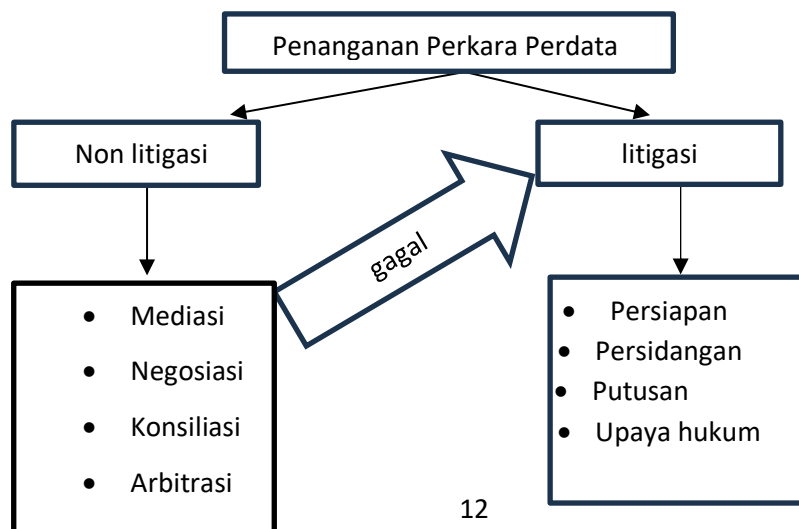 Penanganan Perkara Perdata
Non litigasi
litigasi
gagal
• Mediasi
• Negosiasi
• Konsiliasi
• Arbitrasi
• Persiapan
• Persidangan
• Putusan
• Upaya hukum
12